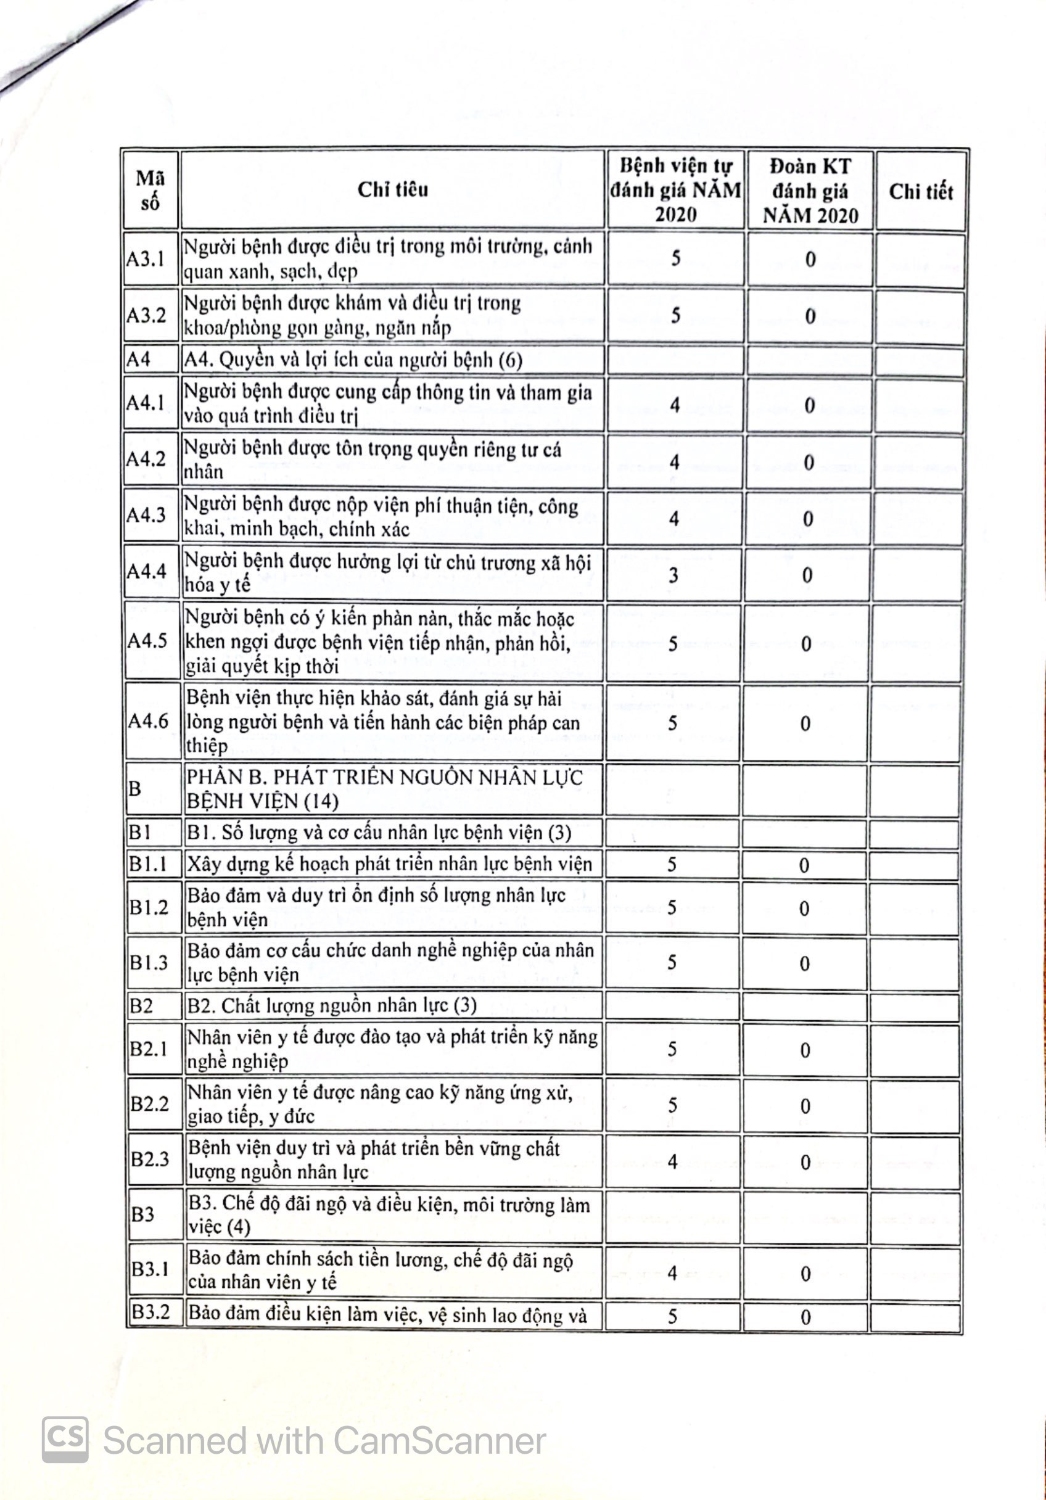 Mã số
Chỉ tiêu
Bệnh viện tự đánh giá NĂM 2020
Đoàn KT đánh giá NĂM 2020
Chi tiết
A3.1
Người bệnh được điều trị trong môi trường, cảnh
quan xanh, sạch, đẹp
5
0
A3.2
Người bệnh được khám và điều trị trong
khoa/phòng gọn gàng, ngăn nắp
5
0
A4
A4. Quyền và lợi ích của người bệnh (6)
A4.1
Người bệnh được cung cấp thông tin và tham gia
vào quá trình điều trị
4
0
A4.2
Người bệnh được tôn trọng quyền riêng tư cá
nhân
4
0
A4.3
Người bệnh được nộp viện phí thuận tiện, công
khai, minh bạch, chính xác
4
0
A4.4
Người bệnh được hưởng lợi từ chủ trương xã hội
hóa y tế
3
0
A4.5
Người bệnh có ý kiến phàn nàn, thắc mắc hoặc
khen ngợi được bệnh viện tiếp nhận, phản hồi,
giải quyết kịp thời
5
0
A4.6
Bệnh viện thực hiện khảo sát, đánh giá sự hài
lòng người bệnh và tiến hành các biện pháp can
thiệp
5
0
B
PHẦN B. PHÁT TRIỂN NGUỒN NHÂN LỰC
BỆNH VIỆN (14)
B1
B1. Số lượng và cơ cấu nhân lực bệnh viện (3)
B1.1
Xây dựng kế hoạch phát triển nhân lực bệnh viện
5
0
B1.2
Bảo đảm và duy trì ổn định số lượng nhân lực
bệnh viện
5
0
B1.3
Bảo đảm cơ cấu chức danh nghề nghiệp của nhân
lực bệnh viện
5
0
B2
B2. Chất lượng nguồn nhân lực (3)
B2.1
Nhân viên y tế được đào tạo và phát triển kỹ năng
nghề nghiệp
5
0
B2.2
Nhân viên y tế được nâng cao kỹ năng ứng xử,
giao tiếp, y đức
5
0
B2.3
Bệnh viện duy trì và phát triển bền vững chất
lượng nguồn nhân lực
4
0
B3
B3. Chế độ đãi ngộ và điều kiện, môi trường làm
việc (4)
B3.1
Bảo đảm chính sách tiền lương, chế độ đãi ngộ
của nhân viên y tế
4
0
B3.2
Bảo đảm điều kiện làm việc, vệ sinh lao động và
5
0
CS Scanned with CamScanner